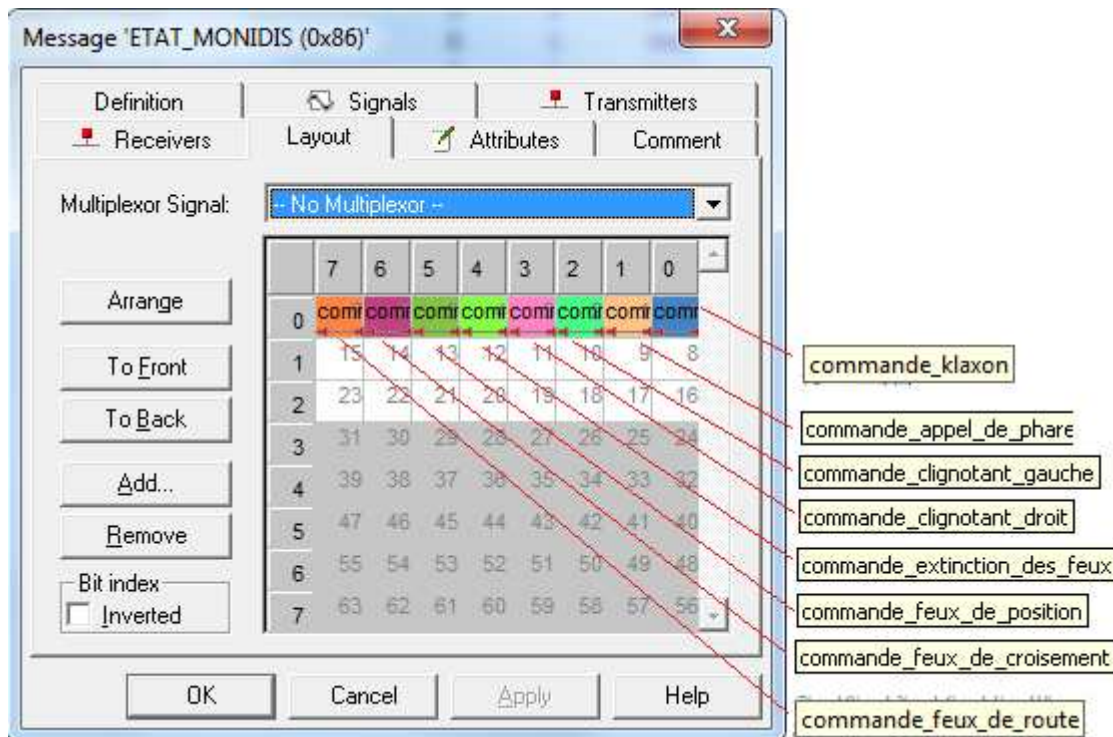 Message 'ETAT_MONIDIS (0x86)'
Definition Signals Transmitters
Receivers Layout Attributes Comment
Multiplexor Signal: -- No Multiplexor --
7 6 5 4 3 2 1 0
Arrange
0
1 15 14 13 12 11 10 9 8
To Front
2 23 22 21 20 19 18 17 16
To Back
3 31 30 29 28 27 26 25 24
Add...
4 39 38 37 36 35 34 33 32
Remove
5 47 46 45 44 43 42 41 40
Bit index
6 55 54 53 52 51 50 49 48
Inverted
7 63 62 61 60 59 58 57 56
OK Cancel Apply Help
commande_klaxon
commande_appel_de_phare
commande_clignotant_gauche
commande_clignotant_droit
commande_extinction_des_feux
commande_feux_de_position
commande_feux_de_croisement
commande_feux_de_route